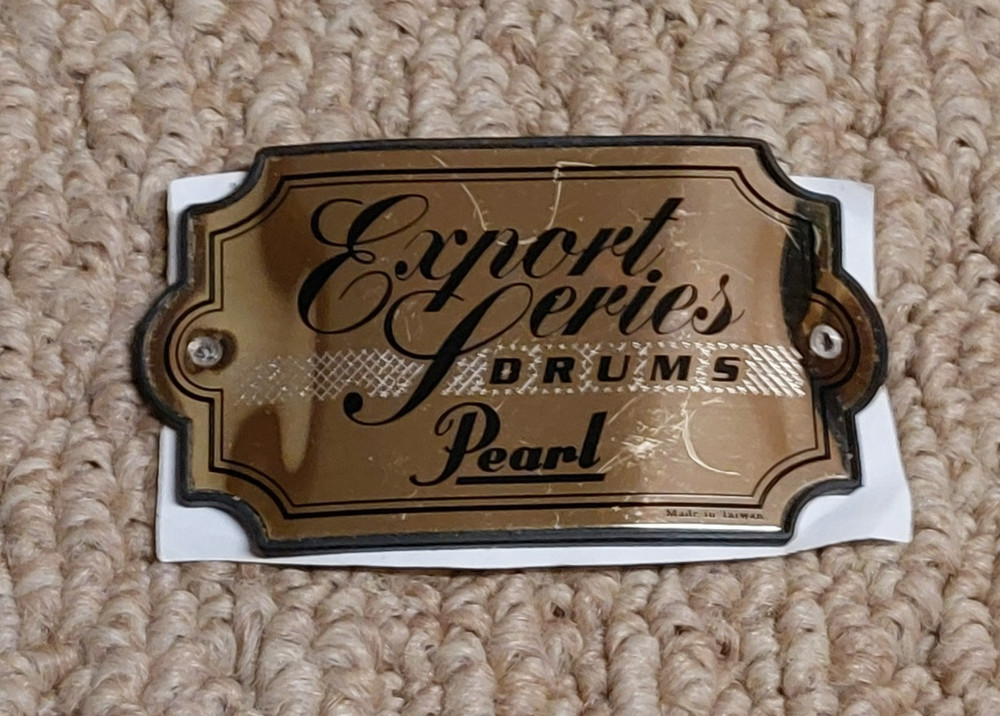 Export
Series
DRUMS
Pearl
Made in Taiwan